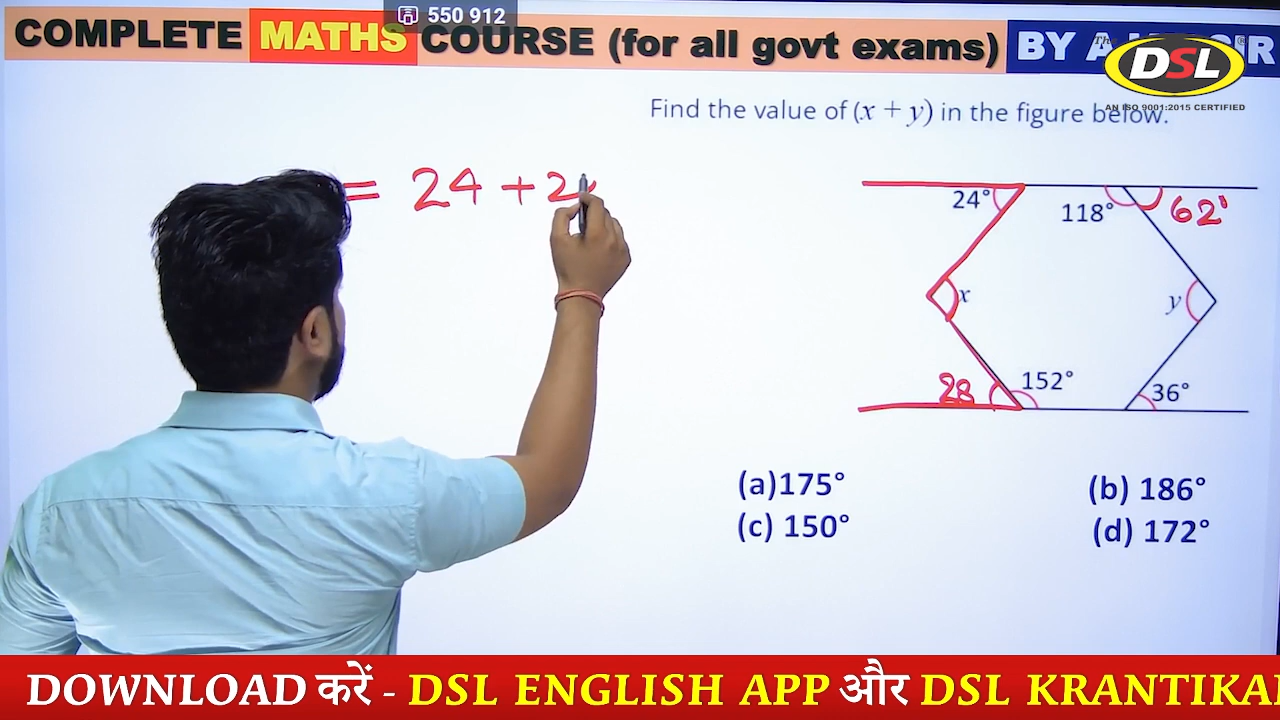 550 912
COMPLETE MATHS COURSE (for all govt exams) BY
DSL
AN ISO 9001:2015 CERTIFIED
Find the value of (x + y) in the figure below.
= 24 + 2
24°
118°
62°
x
y
28
152°
36°
(a)175°
(b) 186°
(c) 150°
(d) 172°
DOWNLOAD करें - DSL ENGLISH APP और DSL KRANTIKA